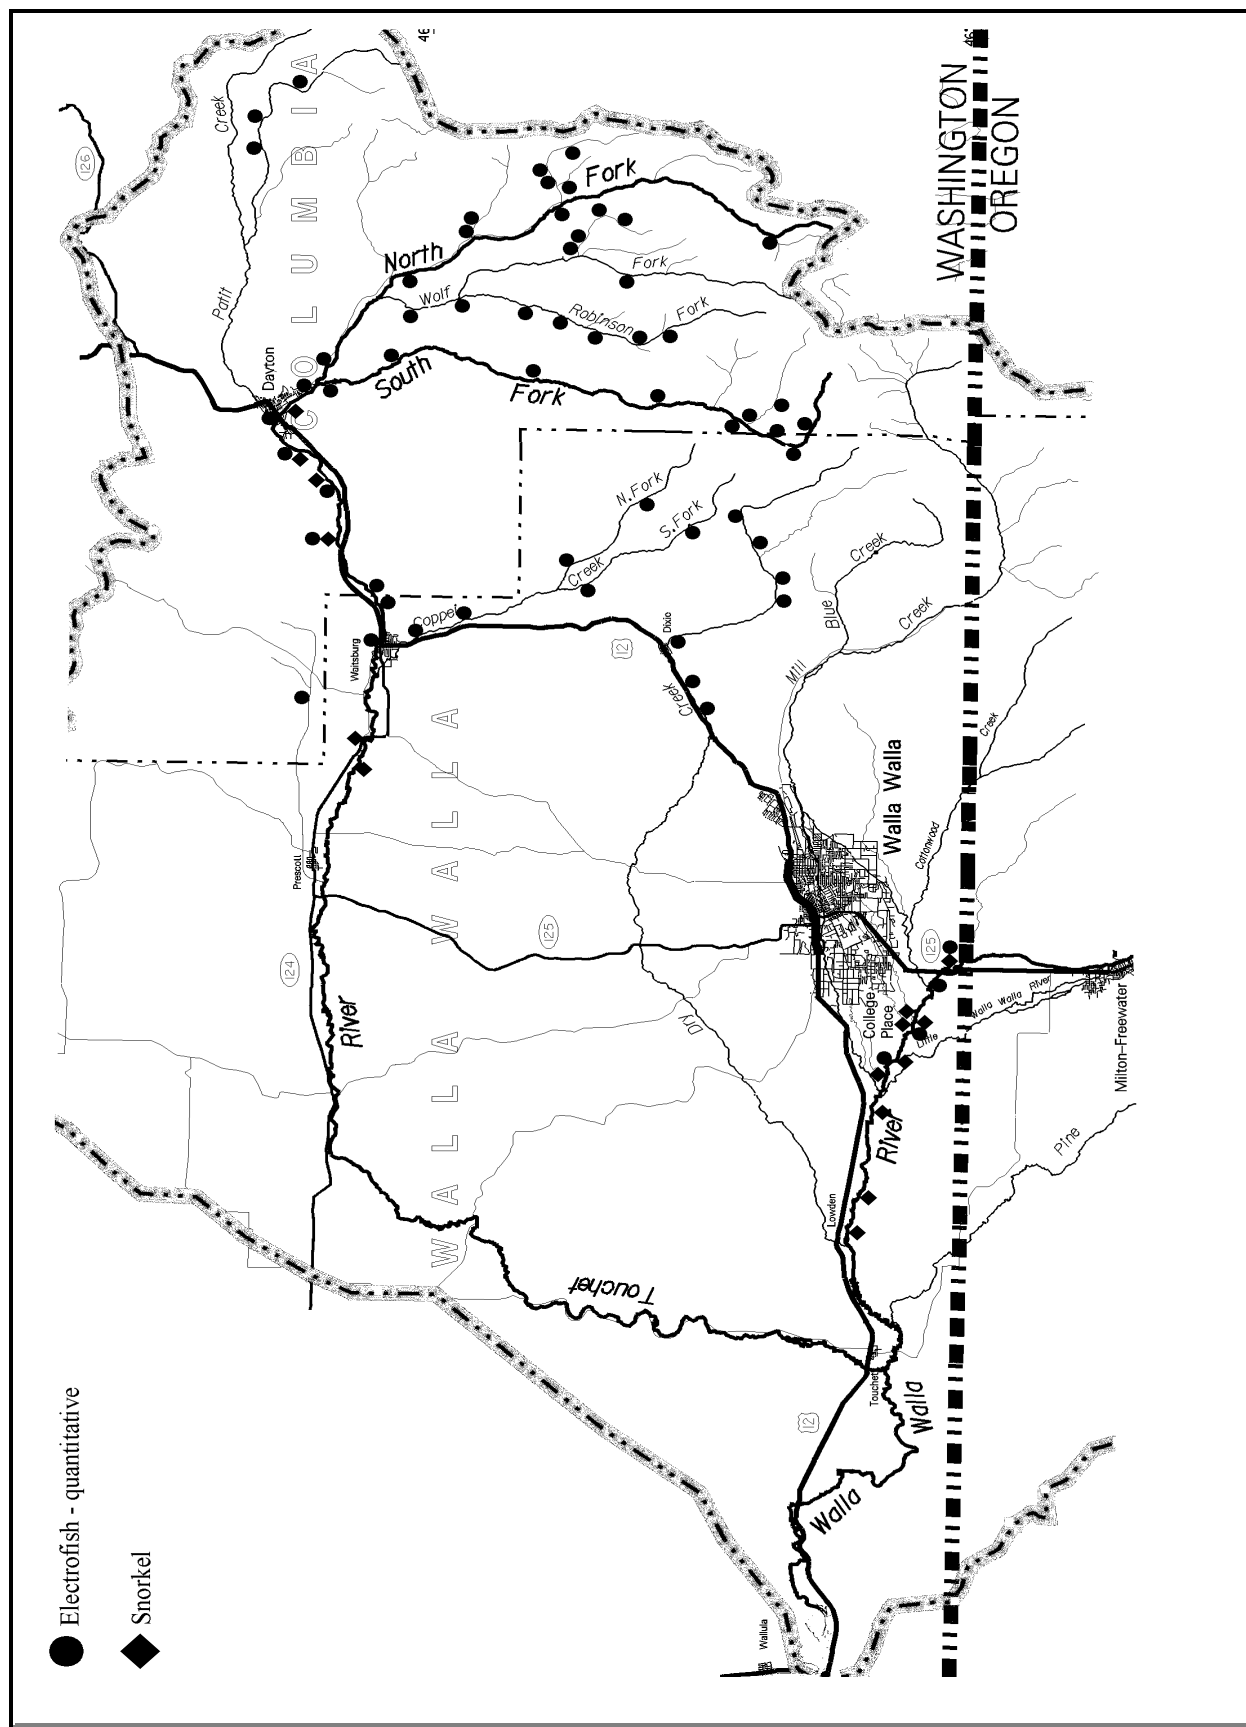 Electrofish - quantitative
Snorkel
46°
46°
WASHINGTON
OREGON
COLUMBIA
WALLA WALLA
126
Patit
Creek
Dayton
North
Fork
Wolf
Fork
Robinson
Fork
South
Fork
N. Fork
S. Fork
Creek
Coppei
Waitsburg
12
Dixie
Creek
Dry
Blue
Creek
Mill
Creek
Walla Walla
Prescott
124
125
River
Touchet
Cottonwood
Creek
125
College
Place
Little
Walla Walla River
Milton-Freewater
Pine
River
Lowden
Touchet
12
Walla
Walla
Wallula